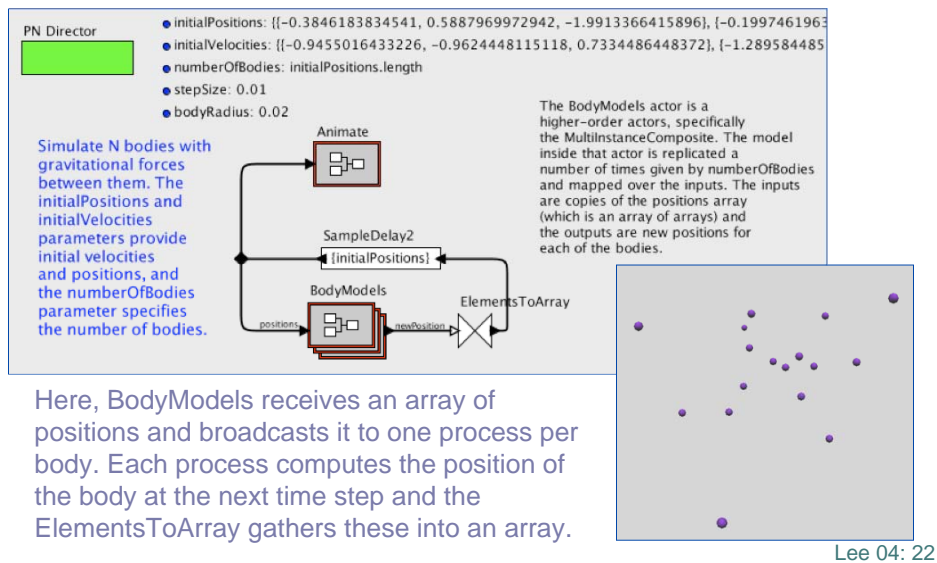 PN Director
initialPositions: {{-0.3846183834541, 0.5887969972942, -1.9913366415896}, {-0.1997461963
initialVelocities: {{-0.9455016433226, -0.9624448115118, 0.7334486448372}, {-1.289584485
numberOfBodies: initialPositions.length
stepSize: 0.01
bodyRadius: 0.02
Simulate N bodies with
gravitational forces
between them. The
initialPositions and
initialVelocities
parameters provide
initial velocities
and positions, and
the numberOfBodies
parameter specifies
the number of bodies.
Animate
SampleDelay2
{initialPositions}
BodyModels
positions
newPosition
ElementsToArray
The BodyModels actor is a
higher-order actors, specifically
the MultiInstanceComposite. The model
inside that actor is replicated a
number of times given by numberOfBodies
and mapped over the inputs. The inputs
are copies of the positions array
(which is an array of arrays) and
the outputs are new positions for
each of the bodies.
Here, BodyModels receives an array of
positions and broadcasts it to one process per
body. Each process computes the position of
the body at the next time step and the
ElementsToArray gathers these into an array.
Lee 04: 22